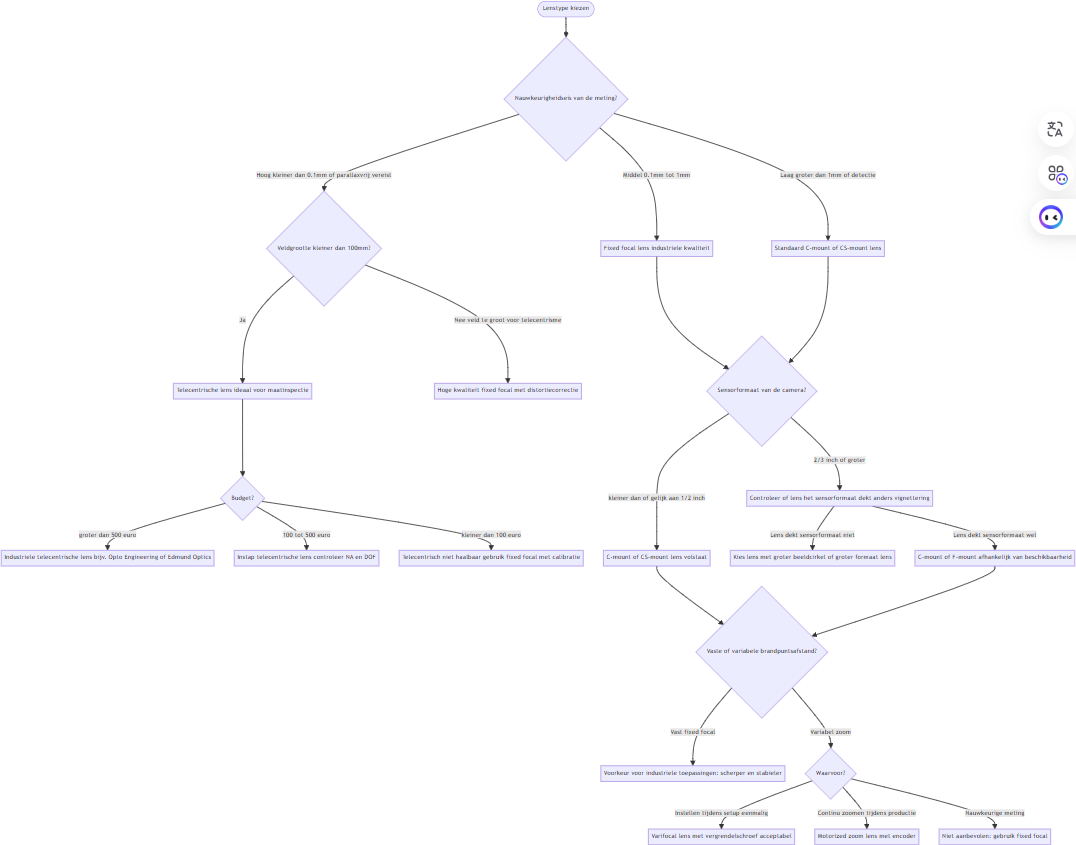 Lenstype kiezen
Nauwkeurigheidseis van de meting?
Hoog kleiner dan 0.1mm of parallaxvrij vereist
Middel 0.1mm tot 1mm
Laag groter dan 1mm of detectie
Veldgrootte kleiner dan 100mm?
Fixed focal lens industriele kwaliteit
Standaard C-mount of CS-mount lens
Ja
Nee veld te groot voor telecentrisme
Telecentrische lens ideaal voor maatinspectie
Hoge kwaliteit fixed focal met distortiecorrectie
Sensorformaat van de camera?
2/3 inch of groter
Budget?
kleiner dan of gelijk aan 1/2 inch
Controleer of lens het sensorformaat dekt anders vignettering
groter dan 500 euro
100 tot 500 euro
kleiner dan 100 euro
Lens dekt sensorformaat niet
Lens dekt sensorformaat wel
Industriele telecentrische lens bijv. Opto Engineering of Edmund Optics
Instap telecentrische lens controleer NA en DOF
Telecentrisch niet haalbaar gebruik fixed focal met calibratie
C-mount of CS-mount lens volstaat
Kies lens met groter beeldcirkel of groter formaat lens
C-mount of F-mount afhankelijk van beschikbaarheid
Vaste of variabele brandpuntsafstand?
Vast fixed focal
Variabel zoom
Voorkeur voor industriele toepassingen: scherper en stabieler
Waarvoor?
Instellen tijdens setup eenmalig
Continu zoomen tijdens productie
Nauwkeurige meting
Varifocal lens met vergrendelschroef acceptabel
Motorized zoom lens met encoder
Niet aanbevolen: gebruik fixed focal